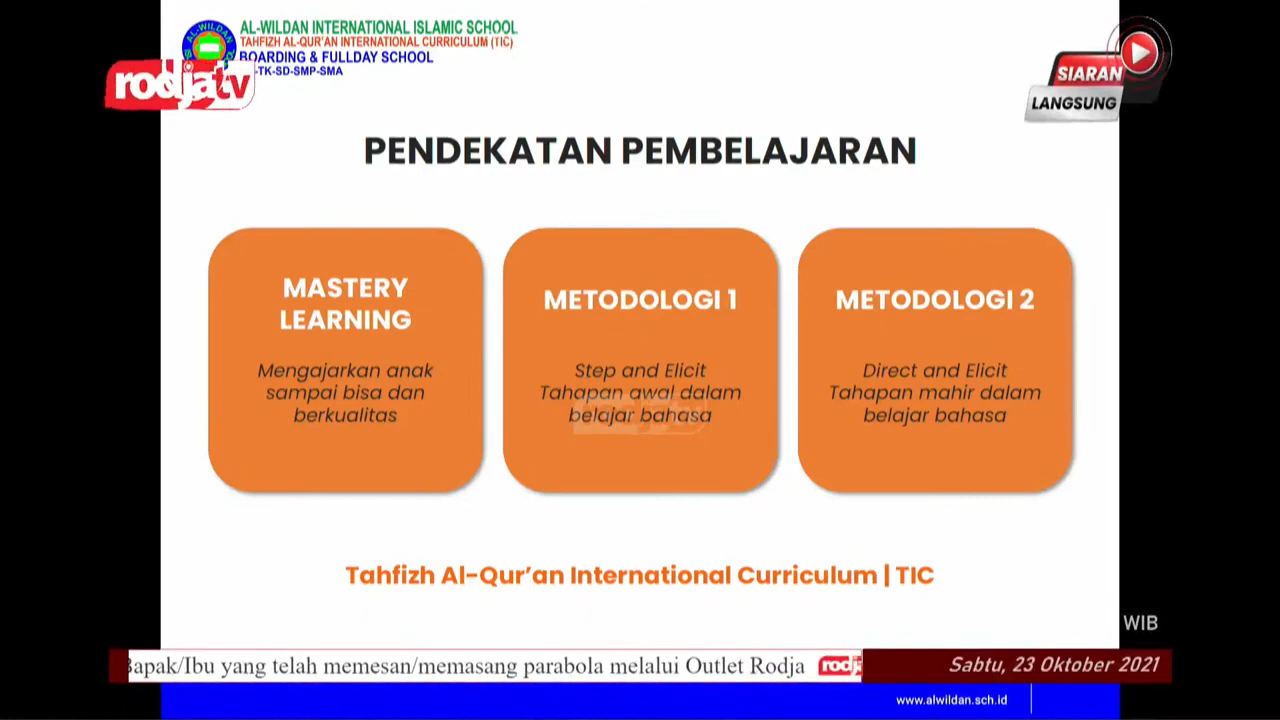 AL-WILDAN INTERNATIONAL ISLAMIC SCHOOL
TAHFIZH AL-QUR'AN INTERNATIONAL CURRICULUM (TIC)
BOARDING & FULLDAY SCHOOL
-TK-SD-SMP-SMA
AL-WILDAN
rodjatv
SIARAN
LANGSUNG
PENDEKATAN PEMBELAJARAN
MASTERY
LEARNING
Mengajarkan anak
sampai bisa dan
berkualitas
METODOLOGI 1
Step and Elicit
Tahapan awal dalam
belajar bahasa
rodjatv
METODOLOGI 2
Direct and Elicit
Tahapan mahir dalam
belajar bahasa
Tahfizh Al-Qur'an International Curriculum | TIC
WIB
Bapak/Ibu yang telah memesan/memasang parabola melalui Outlet Rodja
rodja
Sabtu, 23 Oktober 2021
www.alwildan.sch.id